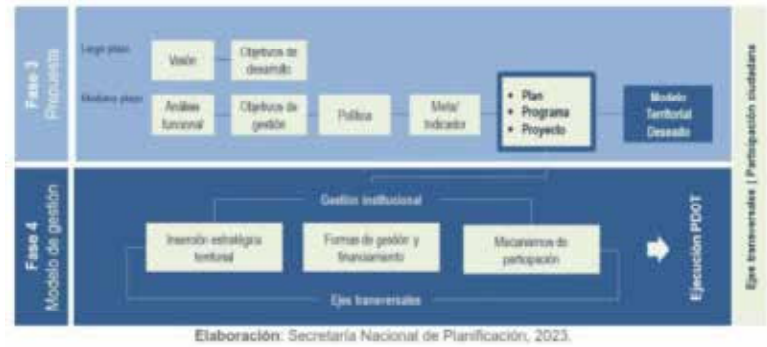 Fase 3
Propuesta
Largo plazo
Visión
Objetivos de
desarrollo
Mediano plazo
Análisis
funcional
Objetivos de
gestión
Política
Meta/
Indicador
• Plan
• Programa
• Proyecto
Modelo
Territorial
Deseado
Fase 4
Modelo de gestión
Gestión institucional
Inserción estratégica
territorial
Formas de gestión y
financiamiento
Mecanismos de
participación
Ejes transversales
Ejecución PDOT
Ejes transversales | Participación ciudadana
Elaboración: Secretaría Nacional de Planificación, 2023.